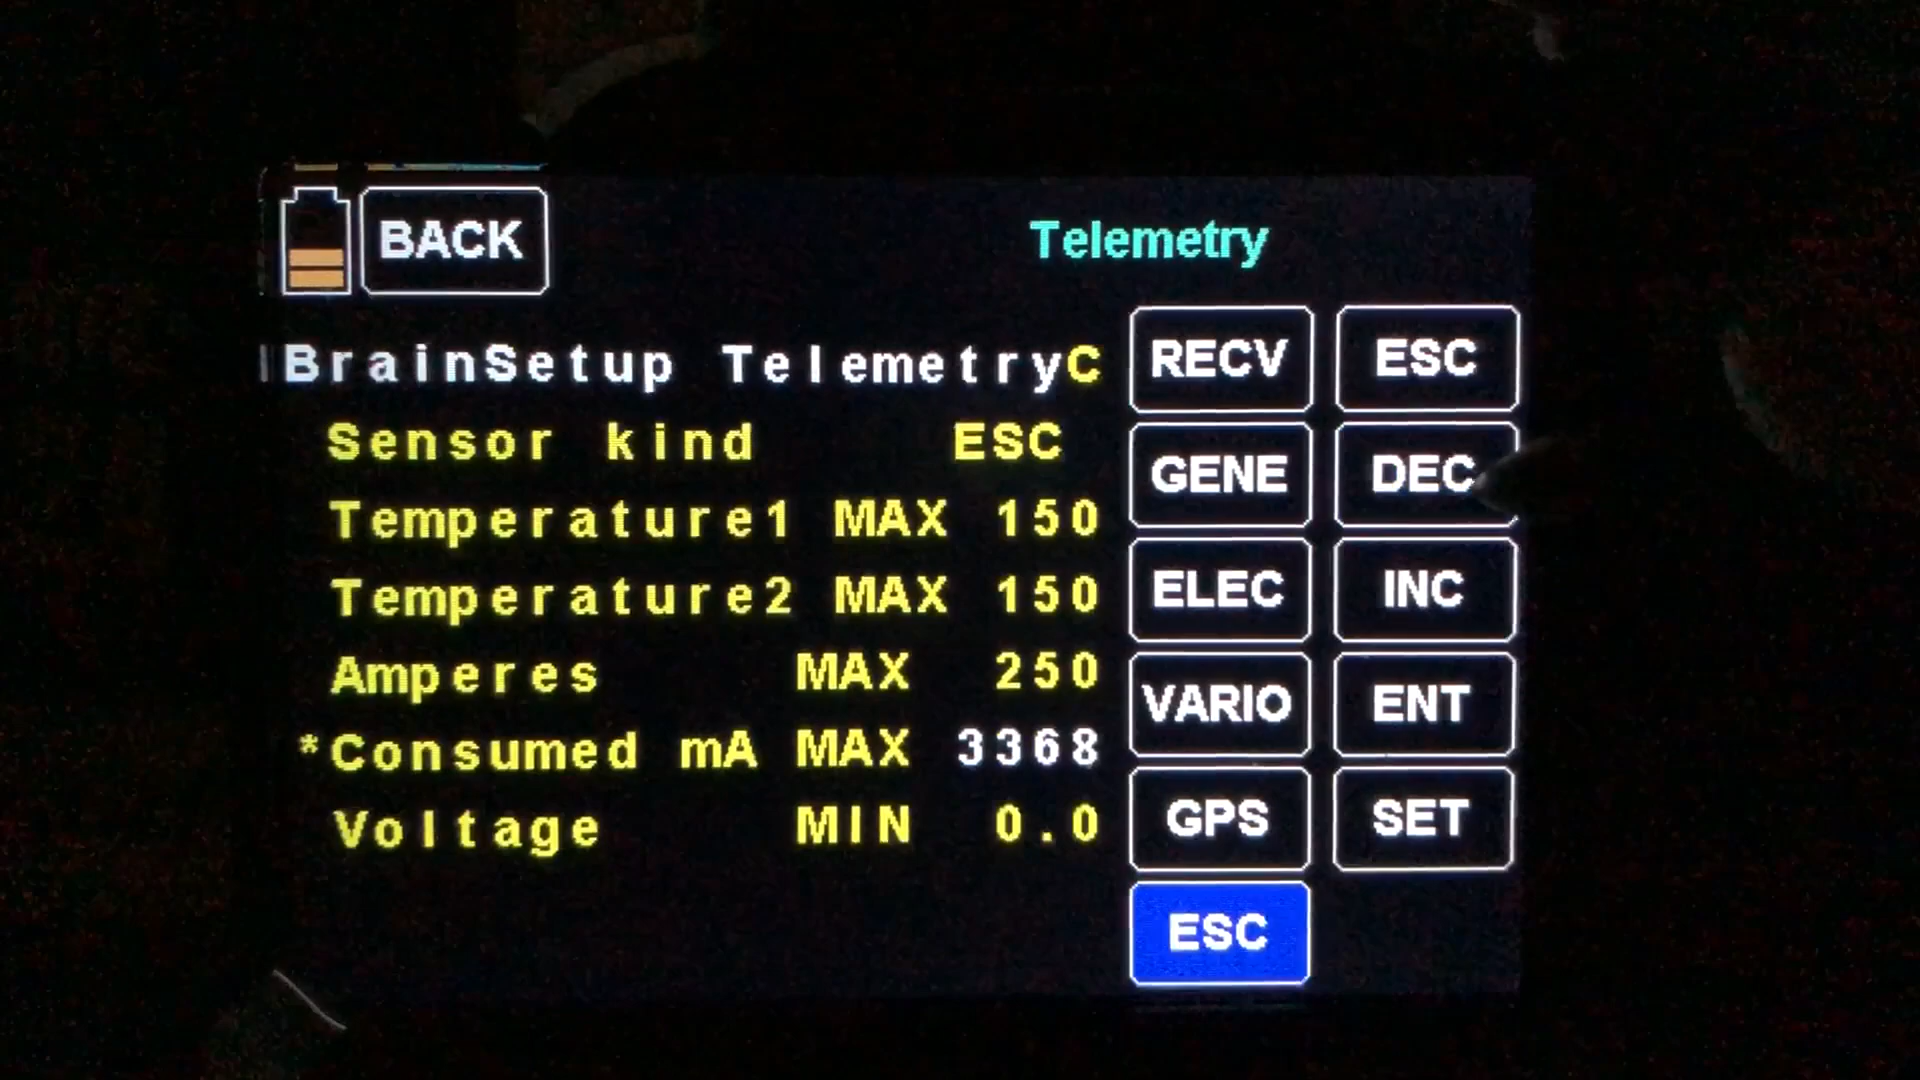 BACK
Telemetry
BrainSetup TelemetryC
Sensor kind ESC
Temperature1 MAX 150
Temperature2 MAX 150
Amperes MAX 250
*Consumed mA MAX 3368
Voltage MIN 0.0
RECV ESC
GENE DEC
ELEC INC
VARIO ENT
GPS SET
ESC